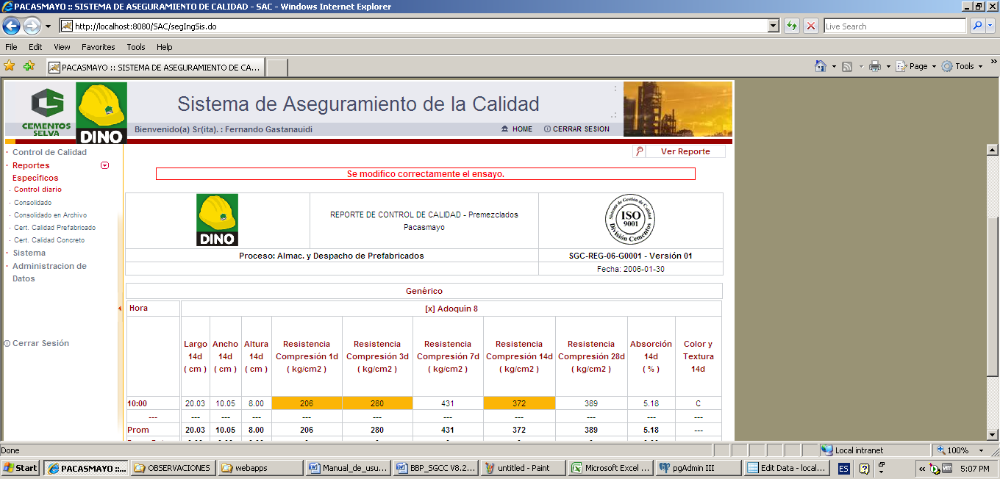 PACASMAYO :: SISTEMA DE ASEGURAMIENTO DE CALIDAD - SAC - Windows Internet Explorer
http://localhost:8080/SAC/segIngSis.do
Live Search
File Edit View Favorites Tools Help
PACASMAYO :: SISTEMA DE ASEGURAMIENTO DE CA...
Page Tools
CEMENTOS
SELVA
DINO
Sistema de Aseguramiento de la Calidad
Bienvenido(a) Sr(ita). : Fernando Gastanauidi
HOME CERRAR SESION
Control de Calidad
Reportes
Específicos
Control diario
Consolidado
Consolidado en Archivo
Cert. Calidad Prefabricado
Cert. Calidad Concreto
Sistema
Administracion de
Datos
Cerrar Sesión
Ver Reporte
Se modifico correctamente el ensayo.
DINO
REPORTE DE CONTROL DE CALIDAD - Premezclados
Pacasmayo
Sistema de Gestión de Calidad
ISO
9001
División Cementos
Proceso: Almac. y Despacho de Prefabricados
SGC-REG-06-G0001 - Versión 01
Fecha: 2006-01-30
Genérico
Hora
[x] Adoquín 8
Largo Ancho Altura Resistencia Resistencia Resistencia Resistencia Resistencia Absorción Color y
14d 14d 14d Compresión 1d Compresión 3d Compresión 7d Compresión 14d Compresión 28d 14d Textura
( cm ) ( cm ) ( cm ) ( kg/cm2 ) ( kg/cm2 ) ( kg/cm2 ) ( kg/cm2 ) ( kg/cm2 ) ( % ) 14d
10:00 20.03 10.05 8.00 206 280 431 372 389 5.18 C
--- --- --- --- --- --- --- --- --- --- ---
Prom 20.03 10.05 8.00 206 280 431 372 389 5.18 ---
Done
Local intranet
100%
Start
PACASMAYO ::...
OBSERVACIONES
webapps
Manual_de_usu...
BBP_SGCC V8.2...
untitled - Paint
Microsoft Excel ...
pgAdmin III
Edit Data - local...
ES
5:07 PM